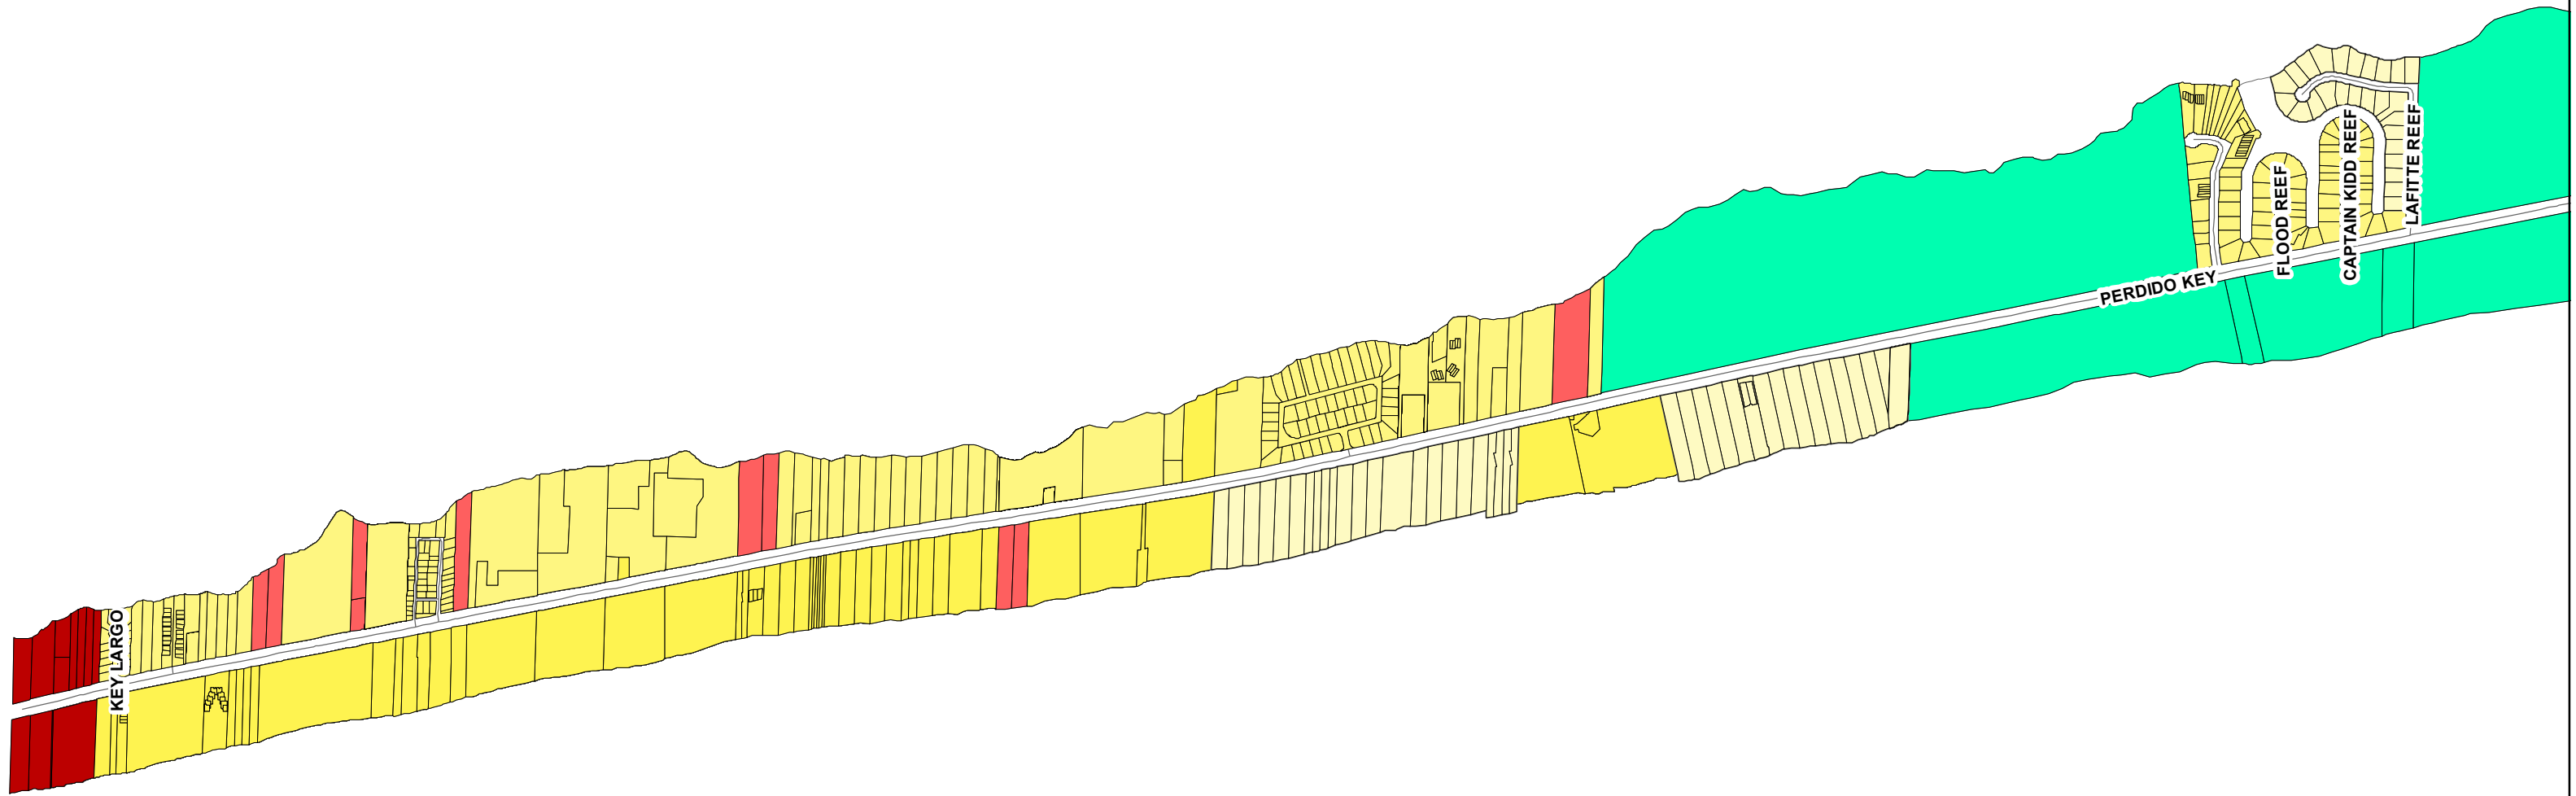 KEY LARGO
PERDIDO KEY
FLOOD REEF
CAPTAIN KIDD REEF
LAFITTE REEF